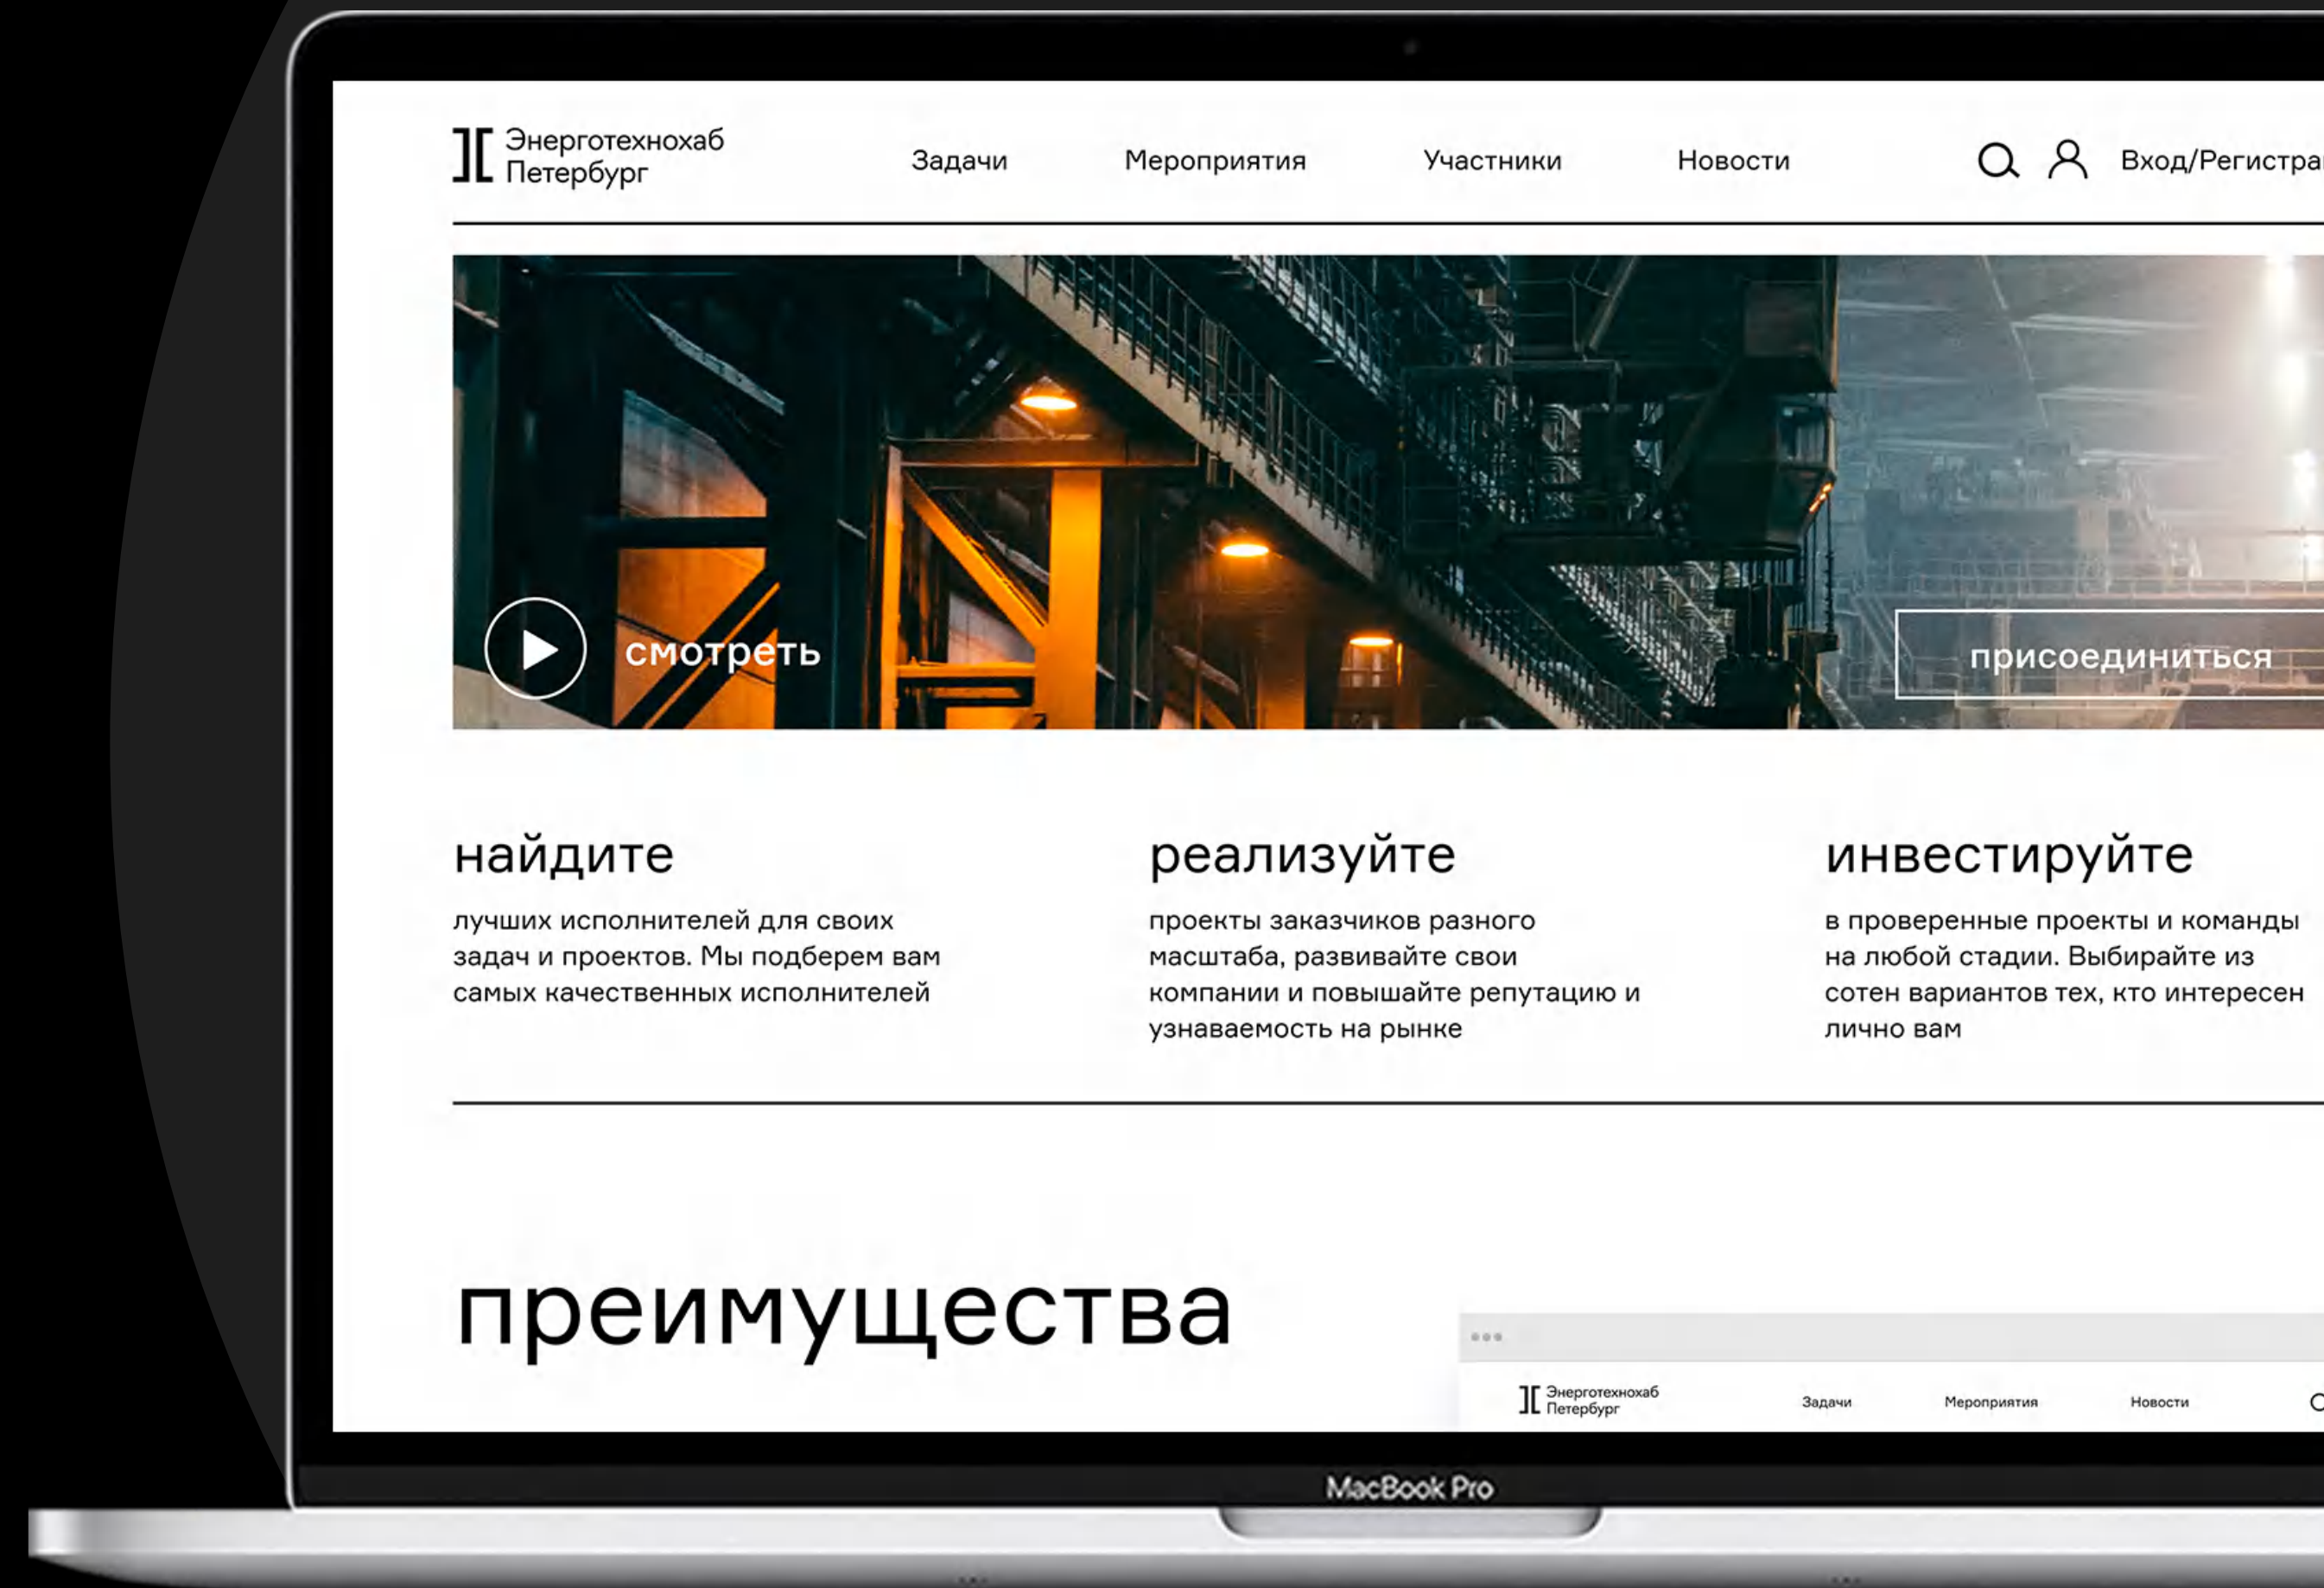 Энерготехнохаб
Петербург
Задачи
Мероприятия
Участники
Новости
Вход/Регистра
смотреть
присоединиться
найдите
лучших исполнителей для своих
задач и проектов. Мы подберем вам
самых качественных исполнителей
реализуйте
проекты заказчиков разного
масштаба, развивайте свои
компании и повышайте репутацию и
узнаваемость на рынке
инвестируйте
в проверенные проекты и команды
на любой стадии. Выбирайте из
сотен вариантов тех, кто интересен
лично вам
преимущества
Энерготехнохаб
Петербург
Задачи
Мероприятия
Новости
MacBook Pro